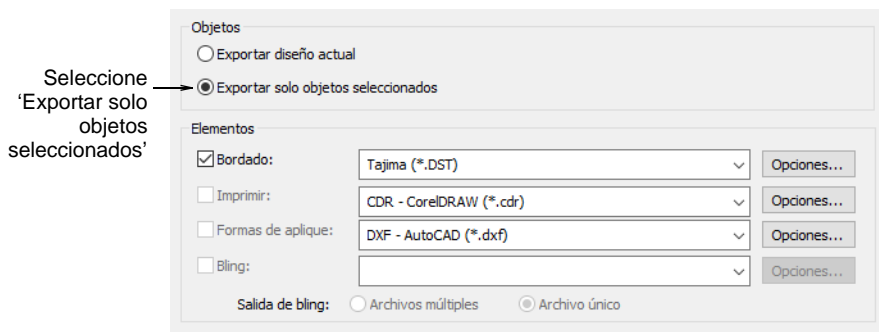 Objetos
Exportar diseño actual
Seleccione
‘Exportar solo
objetos
seleccionados’
Exportar solo objetos seleccionados
Elementos
Bordado: Tajima (*.DST) Opciones...
Imprimir: CDR - CorelDRAW (*.cdr) Opciones...
Formas de aplique: DXF - AutoCAD (*.dxf) Opciones...
Bling: Opciones...
Salida de bling: Archivos múltiples Archivo único